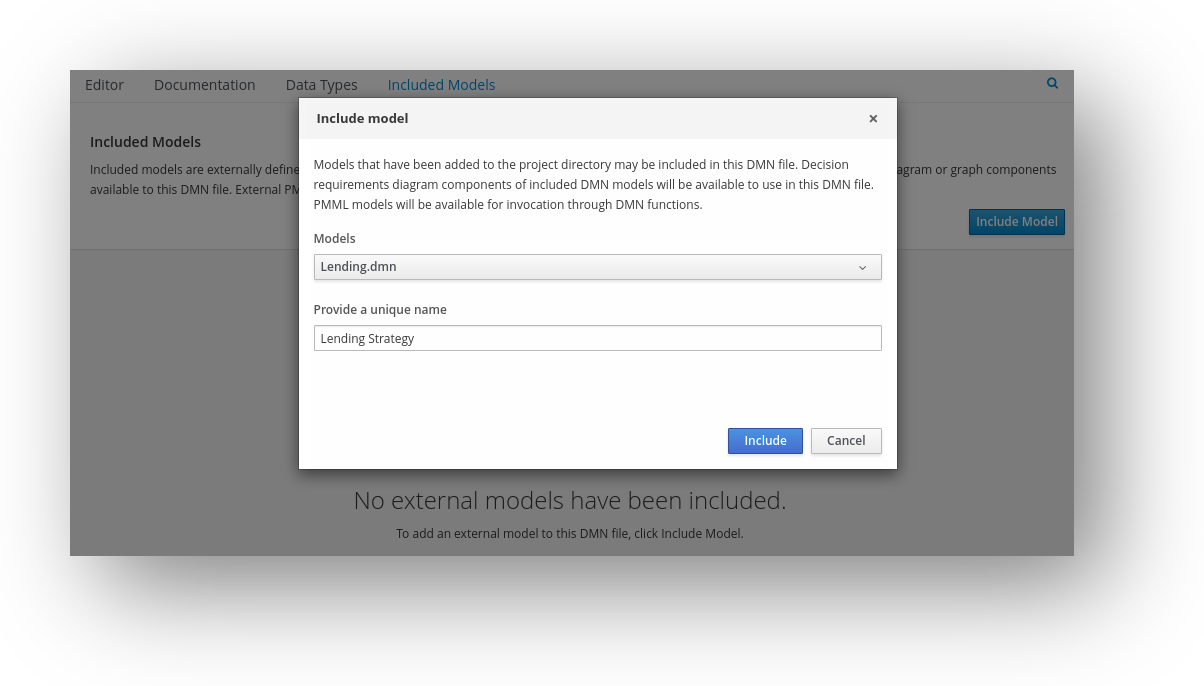 Editor Documentation Data Types Included Models
Include model ×
Included Models
Included models are externally define
agram or graph components
available to this DMN file. External PM
Include Model
Models that have been added to the project directory may be included in this DMN file. Decision
requirements diagram components of included DMN models will be available to use in this DMN file.
PMML models will be available for invocation through DMN functions.
Models
Lending.dmn
Provide a unique name
Lending Strategy
Include Cancel
No external models have been included.
To add an external model to this DMN file, click Include Model.